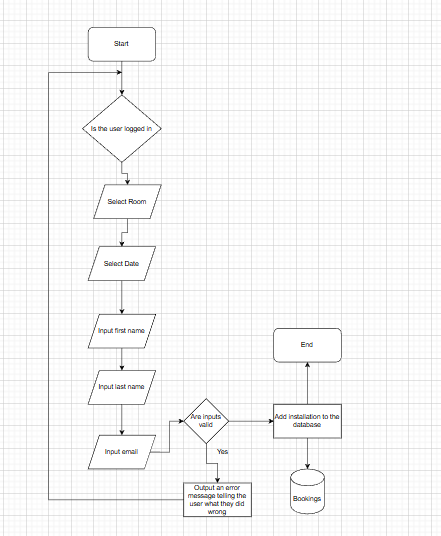 Start
Is the user logged in
Select Room
Select Date
Input first name
Input last name
Input email
Are inputs
valid
Yes
Output an error
message telling the
user what they did
wrong
Add installation to the
database
End
Bookings